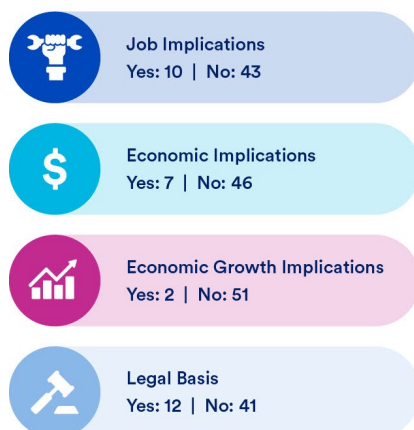 Job Implications
Yes: 10 | No: 43
$
Economic Implications
Yes: 7 | No: 46
Economic Growth Implications
Yes: 2 | No: 51
Legal Basis
Yes: 12 | No: 41